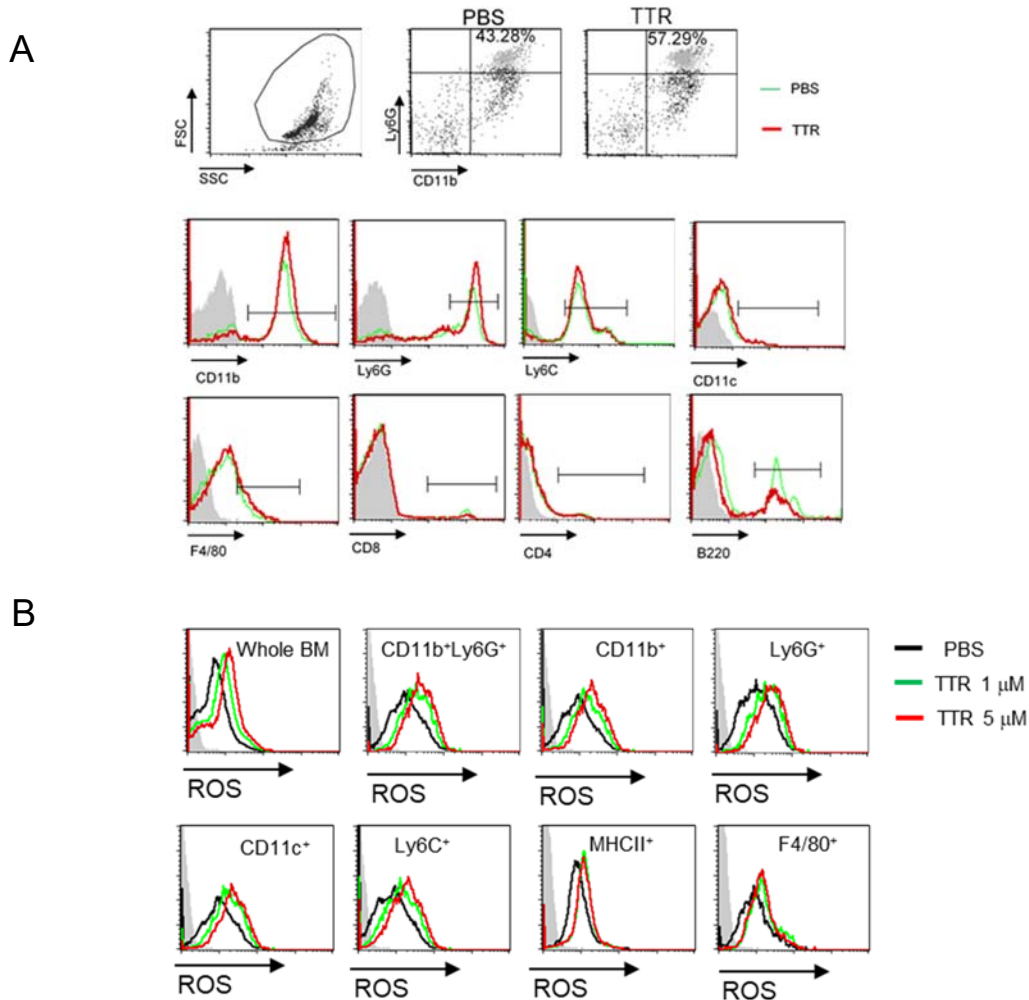 A
PBS
TTR
43.28%
57.29%
PBS
TTR
FSC
SSC
Ly6G
CD11b
CD11b
Ly6G
Ly6C
CD11c
F4/80
CD8
CD4
B220
B
Whole BM
CD11b⁺Ly6G⁺
CD11b⁺
Ly6G⁺
PBS
TTR 1 μM
TTR 5 μM
ROS
ROS
ROS
ROS
CD11c⁺
Ly6C⁺
MHCII⁺
F4/80⁺
ROS
ROS
ROS
ROS